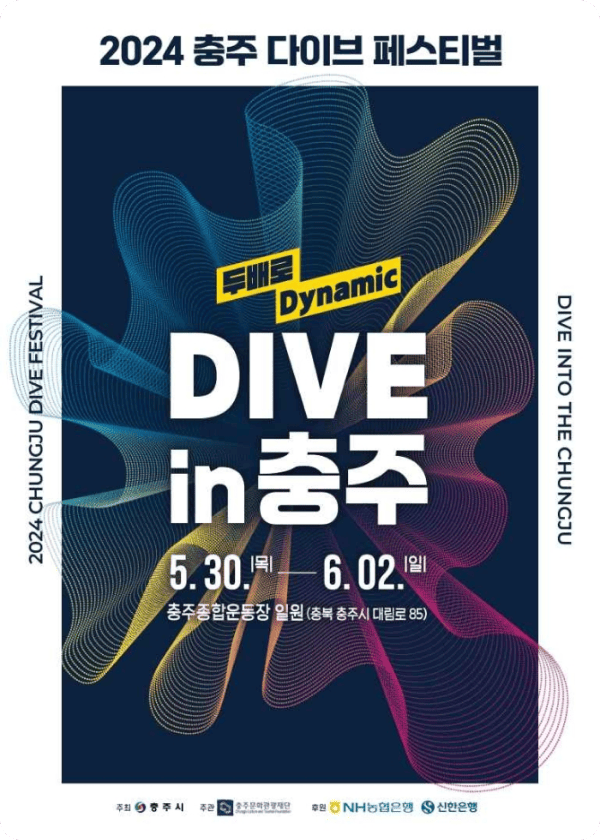 2024 충주 다이브 페스티벌
두배로
Dynamic
DIVE
in충주
5. 30.|목| — 6. 02.|일|
충주종합운동장 일원 (충북 충주시 대림로 85)
2024 CHUNGJU DIVE FESTIVAL
DIVE INTO THE CHUNGJU
주최 충주시 주관 충주문화관광재단 후원 NH농협은행 신한은행